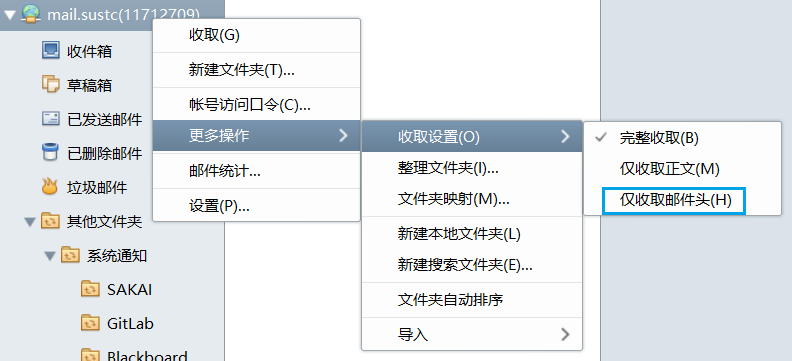 mail.sustc(11712709)
收件箱
草稿箱
已发送邮件
已删除邮件
垃圾邮件
其他文件夹
系统通知
SAKAI
GitLab
Blackboard
收取(G)
新建文件夹(T)...
帐号访问口令(C)...
更多操作
邮件统计...
设置(P)...
收取设置(O)
整理文件夹(I)...
文件夹映射(M)...
新建本地文件夹(L)
新建搜索文件夹(E)...
文件夹自动排序
导入
完整收取(B)
仅收取正文(M)
仅收取邮件头(H)